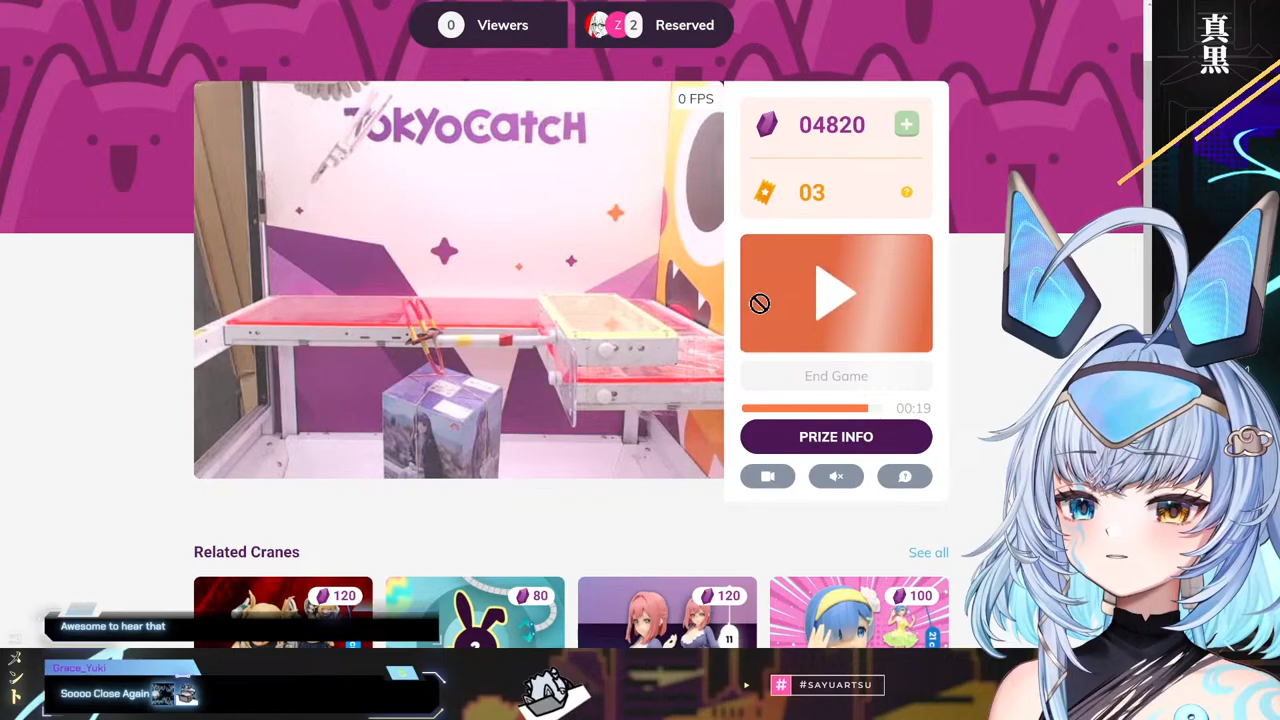 0 Viewers
Z 2 Reserved
真黒
0 FPS
TOKYOCATCH
04820
03
End Game
00:19
PRIZE INFO
Related Cranes
See all
120
80
120
100
11
Awesome to hear that
Grace_Yuki
Soooo Close Again
# #SAYUARTSU